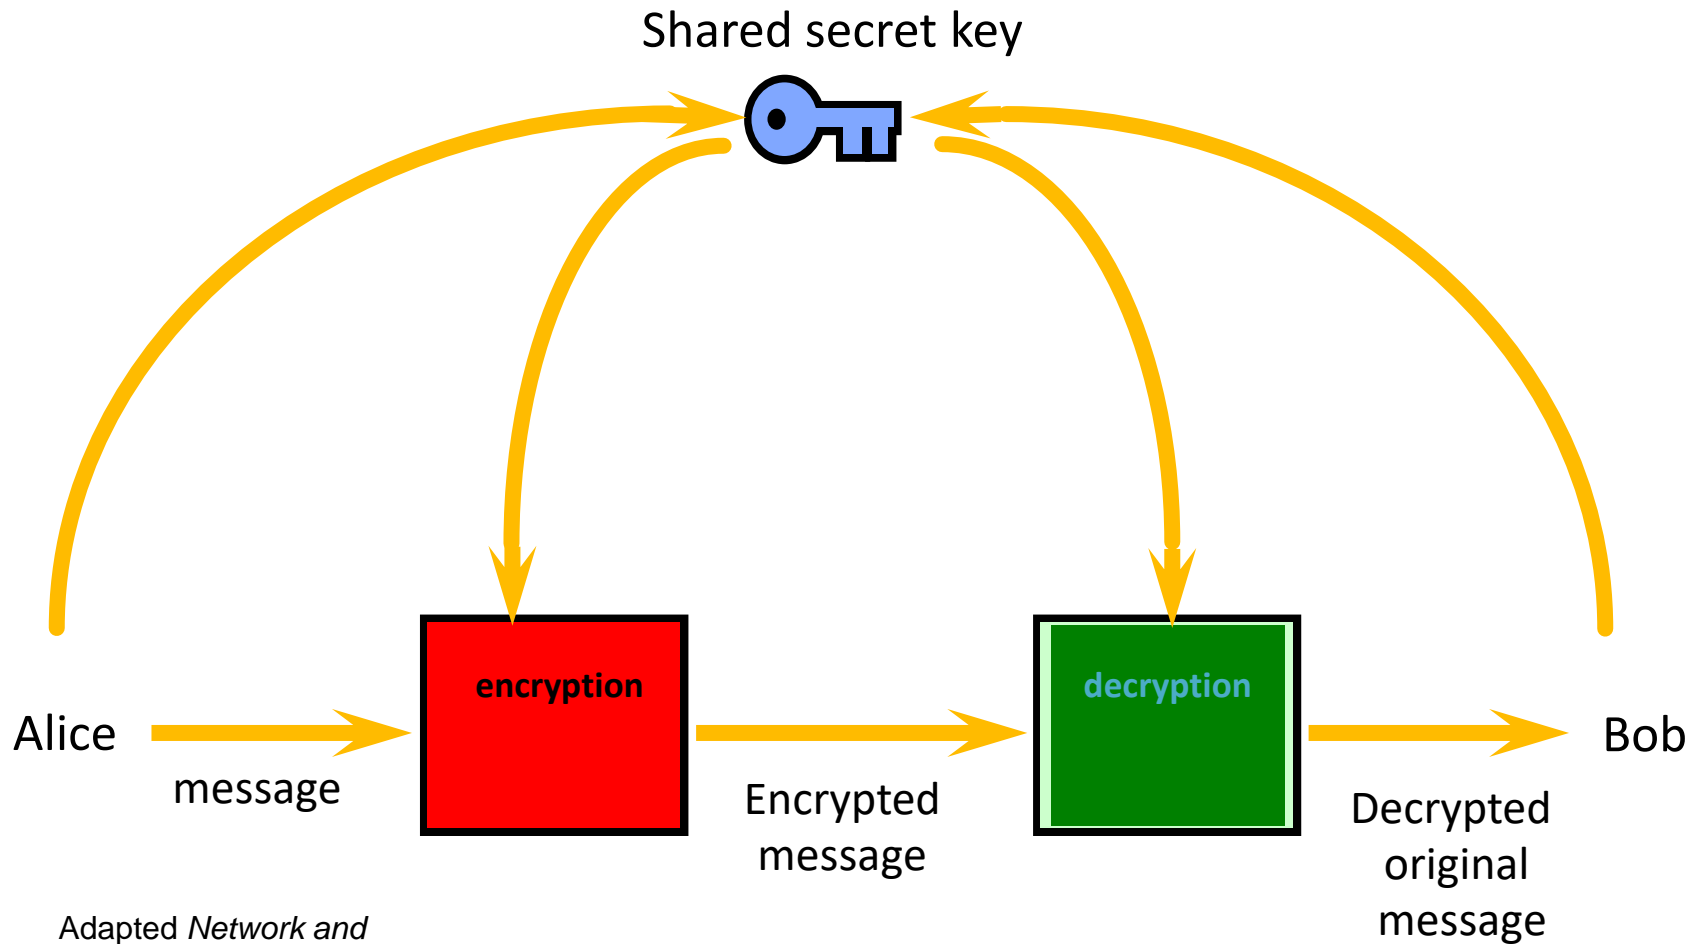 Shared secret key
encryption
decryption
Alice
Bob
message
Encrypted
message
Decrypted
original
message
Adapted Network and